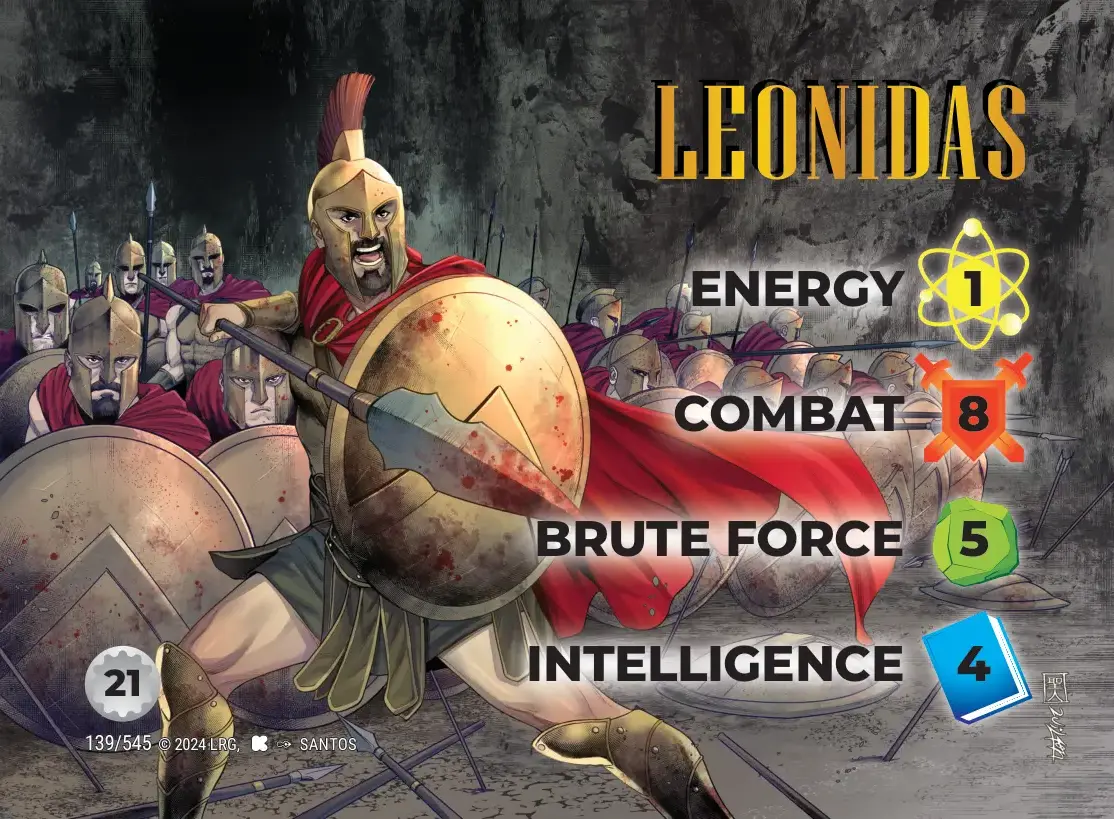 LEONIDAS
ENERGY 1
COMBAT 8
BRUTE FORCE 5
INTELLIGENCE 4
21
139/545 © 2024 LRG, SANTOS